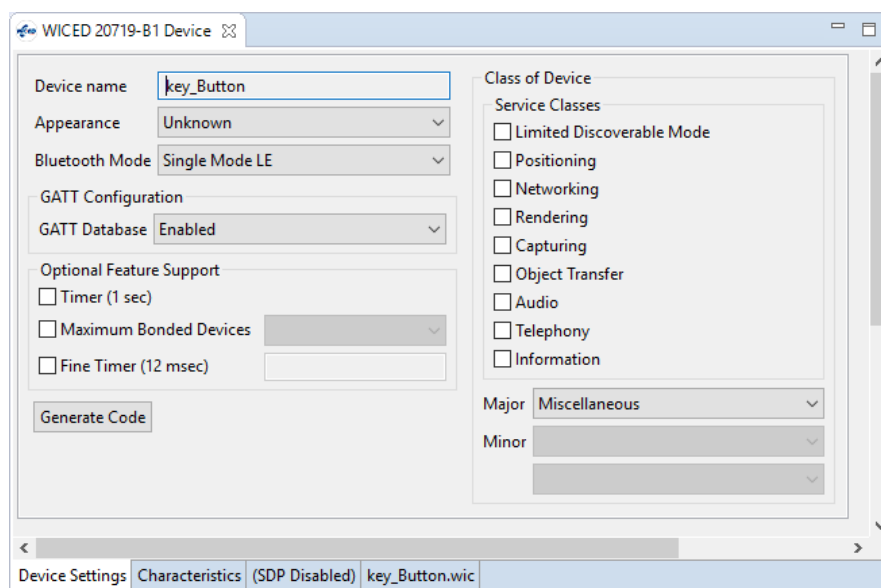 WICED 20719-B1 Device
Device name key_Button
Appearance Unknown
Bluetooth Mode Single Mode LE
GATT Configuration
GATT Database Enabled
Optional Feature Support
Timer (1 sec)
Maximum Bonded Devices
Fine Timer (12 msec)
Generate Code
Class of Device
Service Classes
Limited Discoverable Mode
Positioning
Networking
Rendering
Capturing
Object Transfer
Audio
Telephony
Information
Major Miscellaneous
Minor
Device Settings Characteristics (SDP Disabled) key_Button.wic